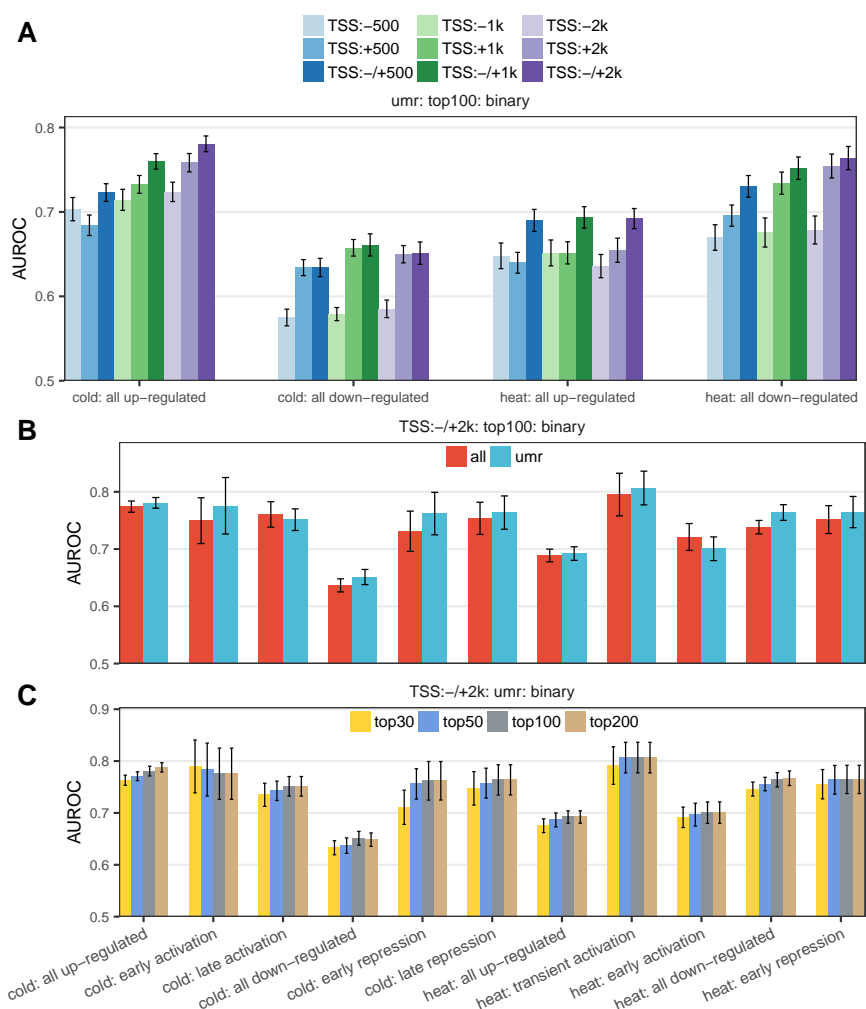 A
TSS:−500 TSS:−1k TSS:−2k
TSS:+500 TSS:+1k TSS:+2k
TSS:−/+500 TSS:−/+1k TSS:−/+2k
umr: top100: binary
AUROC
0.8
0.7
0.6
0.5
cold: all up−regulated cold: all down−regulated heat: all up−regulated heat: all down−regulated
B
TSS:−/+2k: top100: binary
all umr
AUROC
0.8
0.7
0.6
0.5
C
TSS:−/+2k: umr: binary
top30 top50 top100 top200
AUROC
0.9
0.8
0.7
0.6
0.5
cold: all up−regulated
cold: early activation
cold: late activation
cold: all down−regulated
cold: early repression
cold: late repression
heat: all up−regulated
heat: transient activation
heat: early activation
heat: all down−regulated
heat: early repression